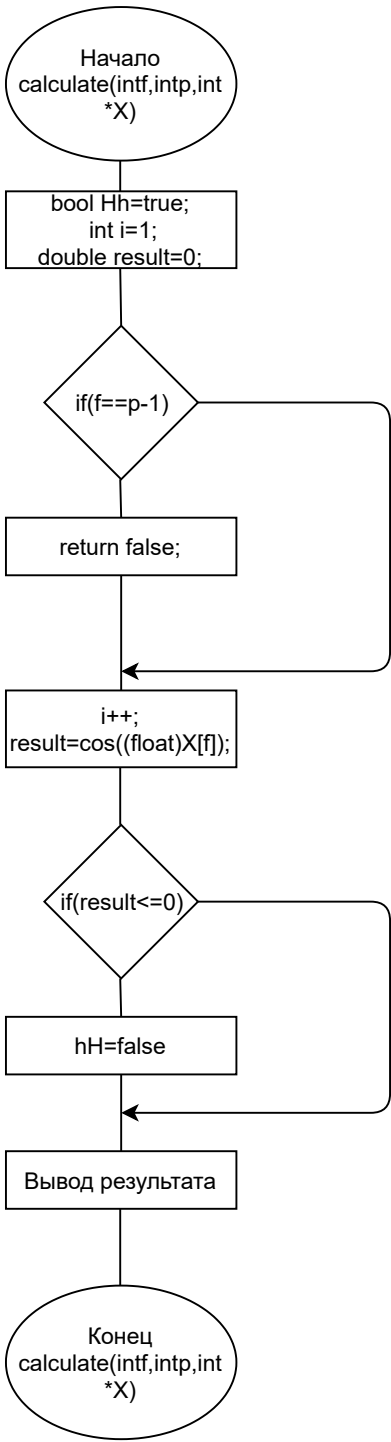 Начало
calculate(intf,intp,int
*X)
bool Hh=true;
int i=1;
double result=0;
if(f==p-1)
return false;
i++;
result=cos((float)X[f]);
if(result<=0)
hH=false
Вывод результата
Конец
calculate(intf,intp,int
*X)